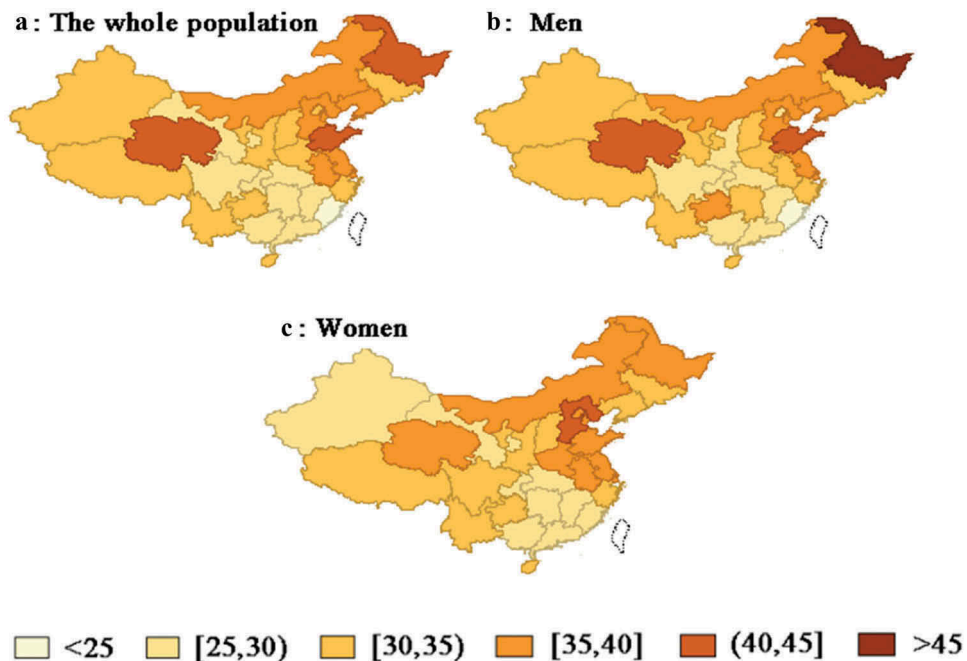 a: The whole population
b: Men
c: Women
<25 [25,30) [30,35) [35,40] (40,45] >45